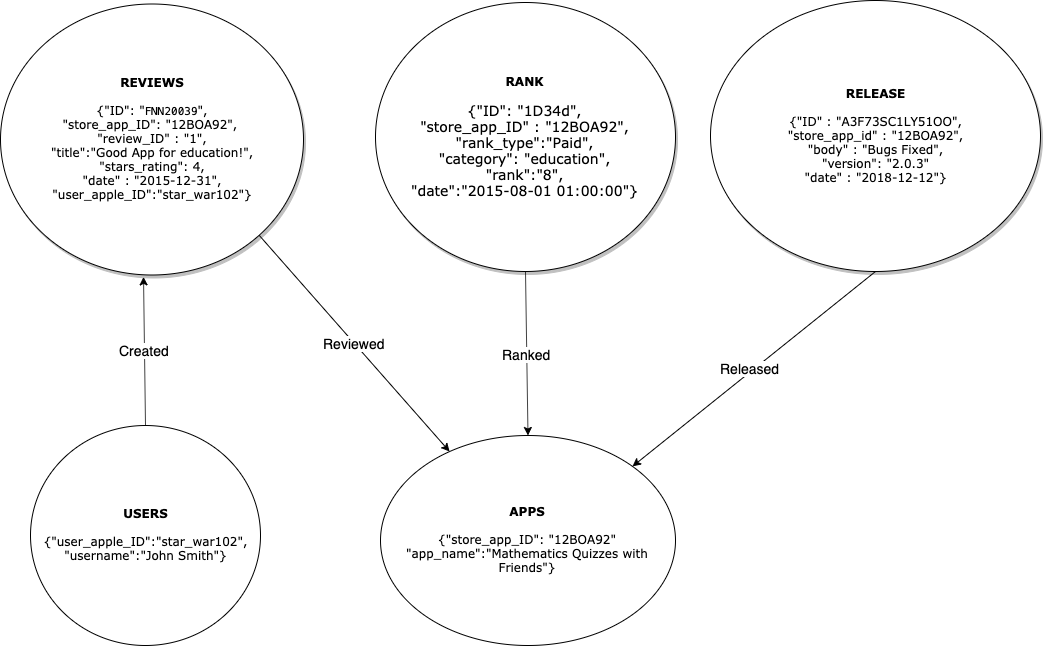 REVIEWS
{"ID": "FNN20039",
"store_app_ID": "12BOA92",
"review_ID" : "1",
"title":"Good App for education!",
"stars_rating": 4,
"date" : "2015-12-31",
"user_apple_ID":"star_war102"}
RANK
{"ID": "1D34d",
"store_app_ID" : "12BOA92",
"rank_type":"Paid",
"category": "education",
"rank":"8",
"date":"2015-08-01 01:00:00"}
RELEASE
{"ID" : "A3F73SC1LY51OO",
"store_app_id" : "12BOA92",
"body" : "Bugs Fixed",
"version": "2.0.3"
"date" : "2018-12-12"}
Created
Reviewed
Ranked
Released
USERS
{"user_apple_ID":"star_war102",
"username":"John Smith"}
APPS
{"store_app_ID": "12BOA92"
"app_name":"Mathematics Quizzes with
Friends"}